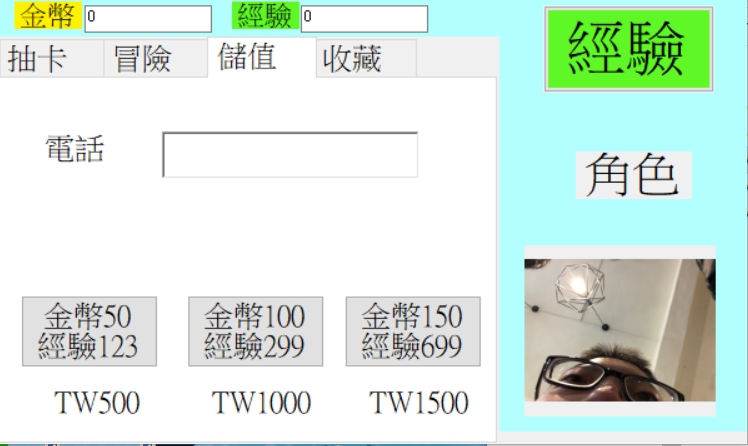 金幣 0 經驗 0
抽卡 冒險 儲值 收藏
經驗
電話
角色
金幣50
經驗123
金幣100
經驗299
金幣150
經驗699
TW500 TW1000 TW1500